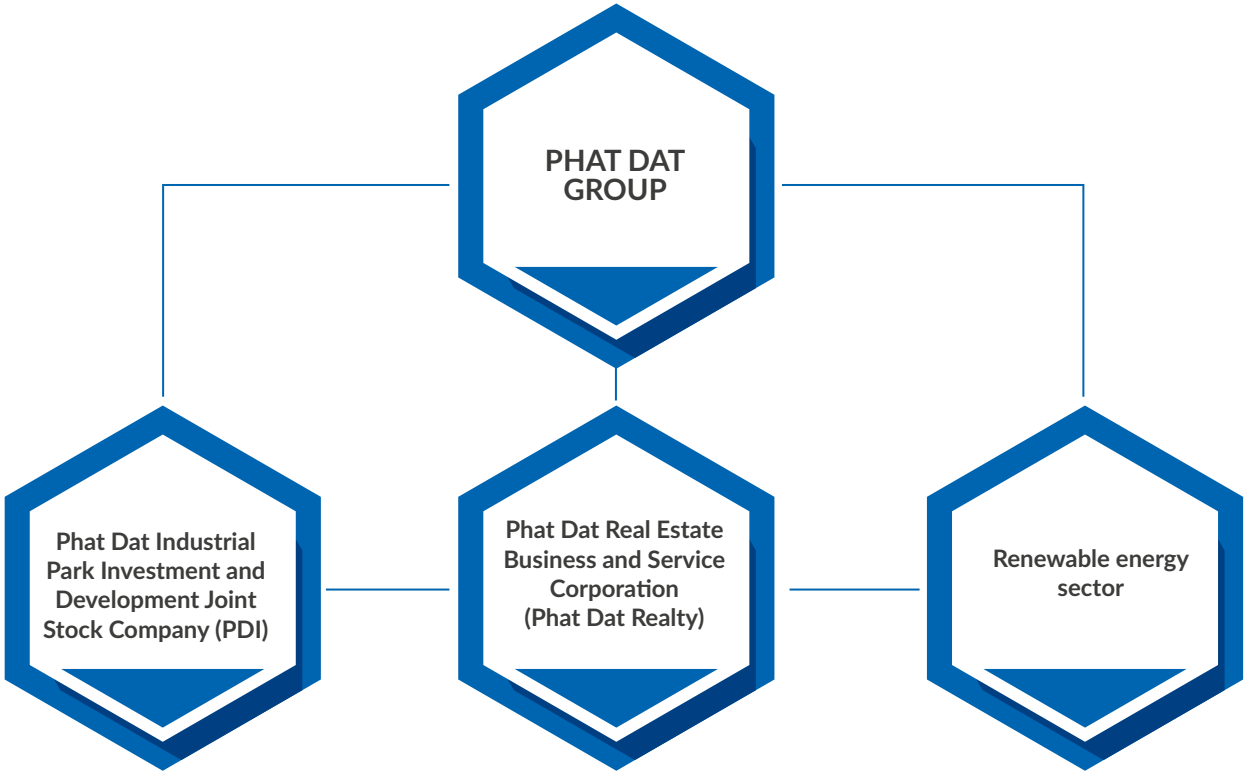 PHAT DAT
GROUP
Phat Dat Industrial
Park Investment and
Development Joint
Stock Company (PDI)
Phat Dat Real Estate
Business and Service
Corporation
(Phat Dat Realty)
Renewable energy
sector